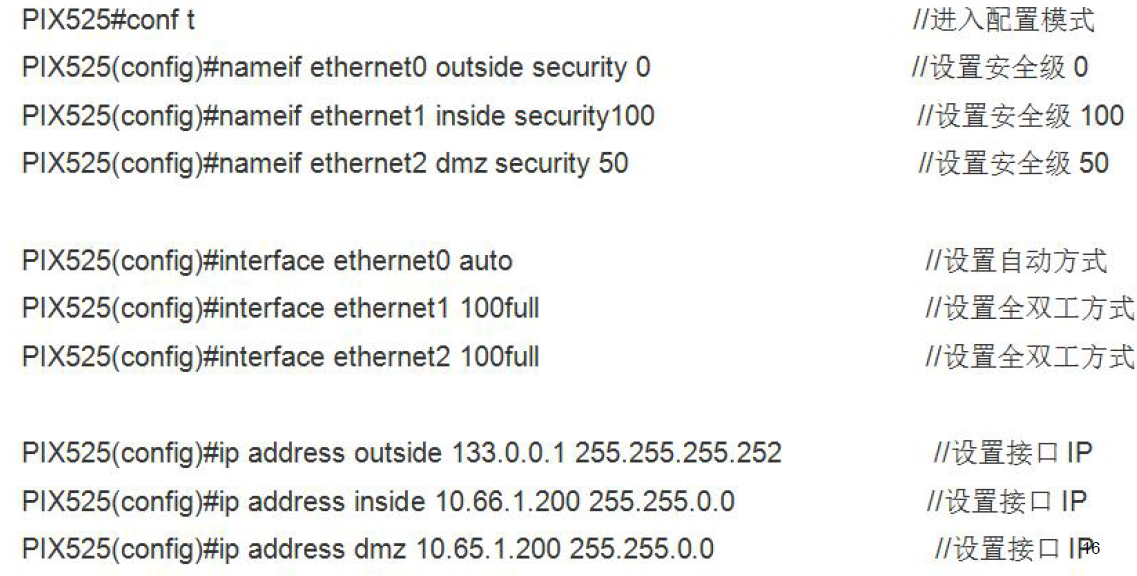 PIX525#conf t //进入配置模式
PIX525(config)#nameif ethernet0 outside security 0 //设置安全级 0
PIX525(config)#nameif ethernet1 inside security100 //设置安全级 100
PIX525(config)#nameif ethernet2 dmz security 50 //设置安全级 50
PIX525(config)#interface ethernet0 auto //设置自动方式
PIX525(config)#interface ethernet1 100full //设置全双工方式
PIX525(config)#interface ethernet2 100full //设置全双工方式
PIX525(config)#ip address outside 133.0.0.1 255.255.255.252 //设置接口 IP
PIX525(config)#ip address inside 10.66.1.200 255.255.0.0 //设置接口 IP
PIX525(config)#ip address dmz 10.65.1.200 255.255.0.0 //设置接口 IP
16